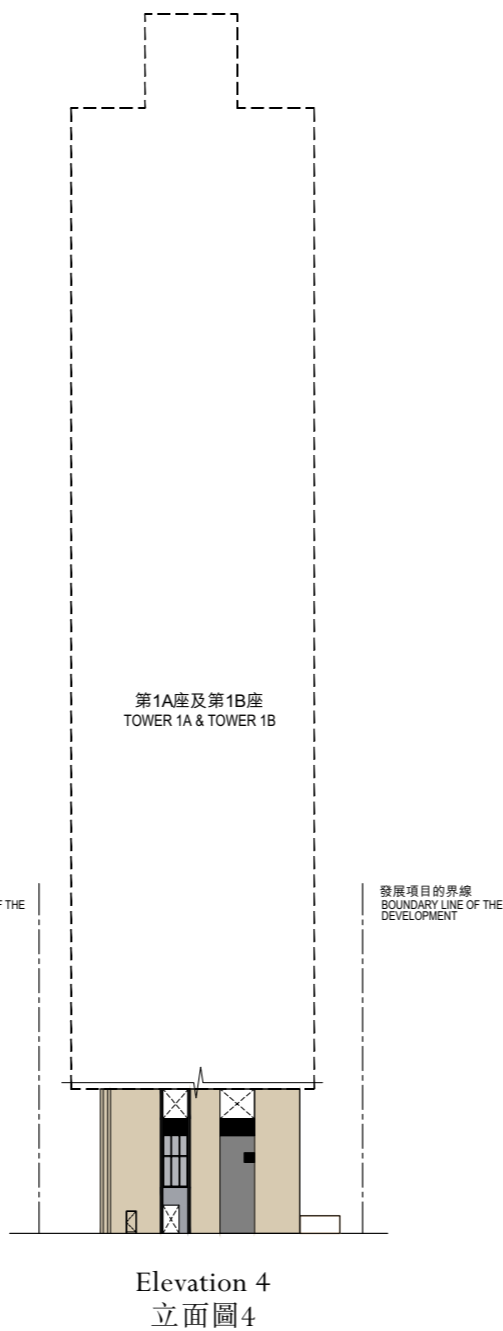 第1A座及第1B座
TOWER 1A & TOWER 1B
F THE
發展項目的界線
BOUNDARY LINE OF THE
DEVELOPMENT
Elevation 4
立面圖4